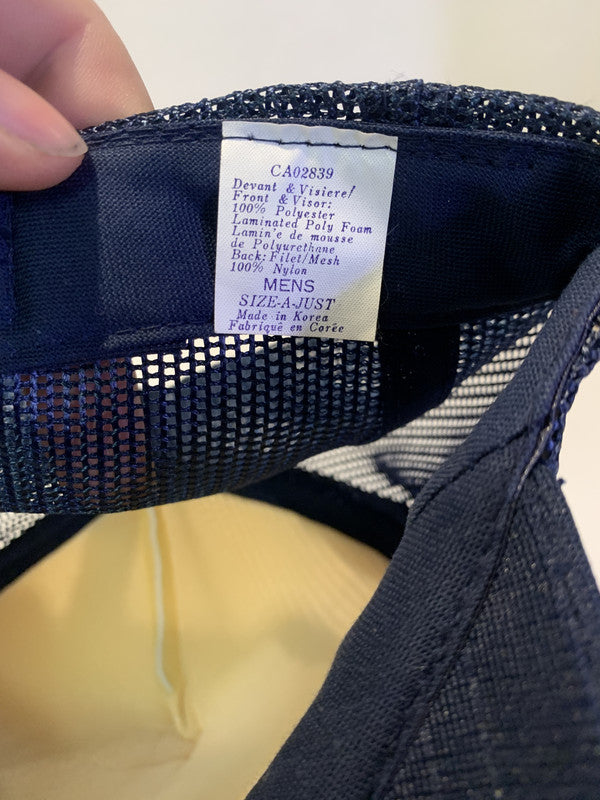 CA02839
Devant & Visiere/
Front & Visor:
100% Polyester
Laminated Poly Foam
Lamin'e de mousse
de Polyurethane
Back: Filet/Mesh
100% Nylon
MENS
SIZE-A-JUST
Made in Korea
Fabriqué en Corée